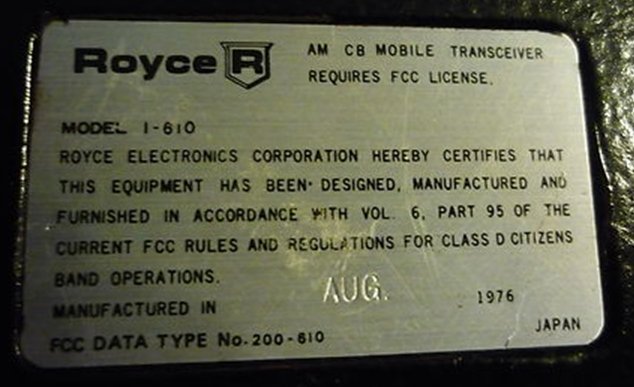 Royce R AM CB MOBILE TRANSCEIVER
REQUIRES FCC LICENSE.
MODEL 1-610
ROYCE ELECTRONICS CORPORATION HEREBY CERTIFIES THAT
THIS EQUIPMENT HAS BEEN DESIGNED, MANUFACTURED AND
FURNISHED IN ACCORDANCE WITH VOL. 6, PART 95 OF THE
CURRENT FCC RULES AND REGULATIONS FOR CLASS D CITIZENS
BAND OPERATIONS.
MANUFACTURED IN AUG. 1976
FCC DATA TYPE No. 200-610 JAPAN